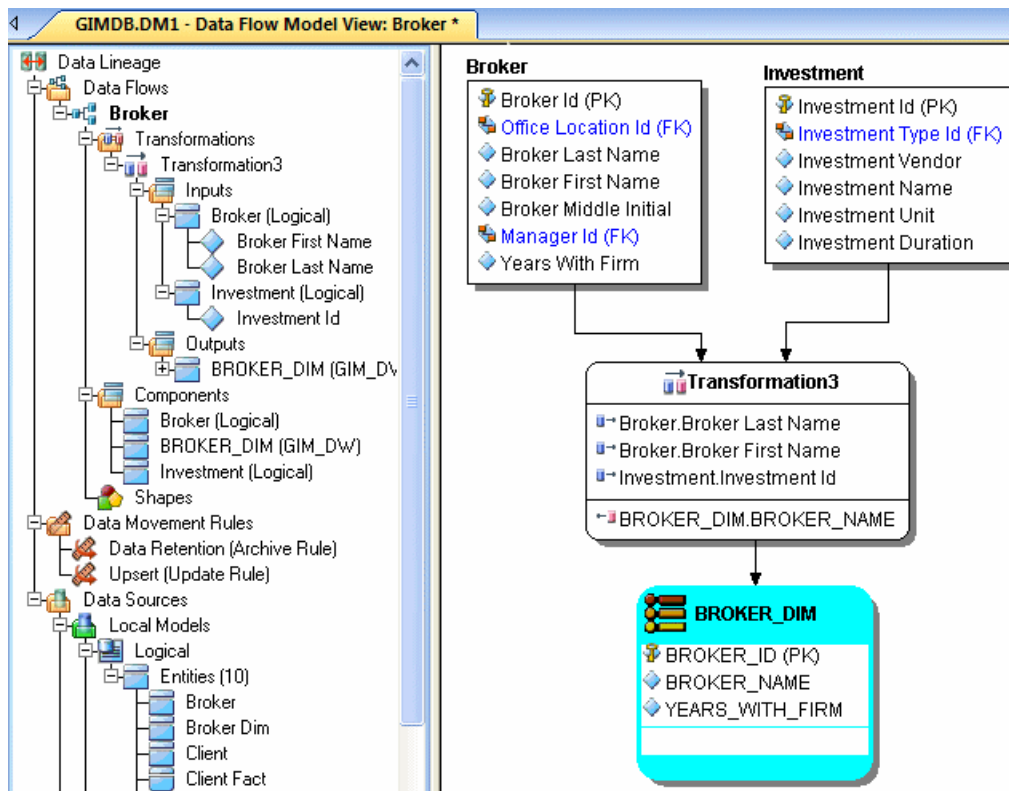 GIMDB.DM1 - Data Flow Model View: Broker *
Data Lineage
Data Flows
Broker
Transformations
Transformation3
Inputs
Broker (Logical)
Broker First Name
Broker Last Name
Investment (Logical)
Investment Id
Outputs
BROKER_DIM (GIM_DW
Components
Broker (Logical)
BROKER_DIM (GIM_DW)
Investment (Logical)
Shapes
Data Movement Rules
Data Retention (Archive Rule)
Upsert (Update Rule)
Data Sources
Local Models
Logical
Entities (10)
Broker
Broker Dim
Client
Client Fact
Broker
Broker Id (PK)
Office Location Id (FK)
Broker Last Name
Broker First Name
Broker Middle Initial
Manager Id (FK)
Years With Firm
Investment
Investment Id (PK)
Investment Type Id (FK)
Investment Vendor
Investment Name
Investment Unit
Investment Duration
Transformation3
Broker.Broker Last Name
Broker.Broker First Name
Investment.Investment Id
BROKER_DIM.BROKER_NAME
BROKER_DIM
BROKER_ID (PK)
BROKER_NAME
YEARS_WITH_FIRM